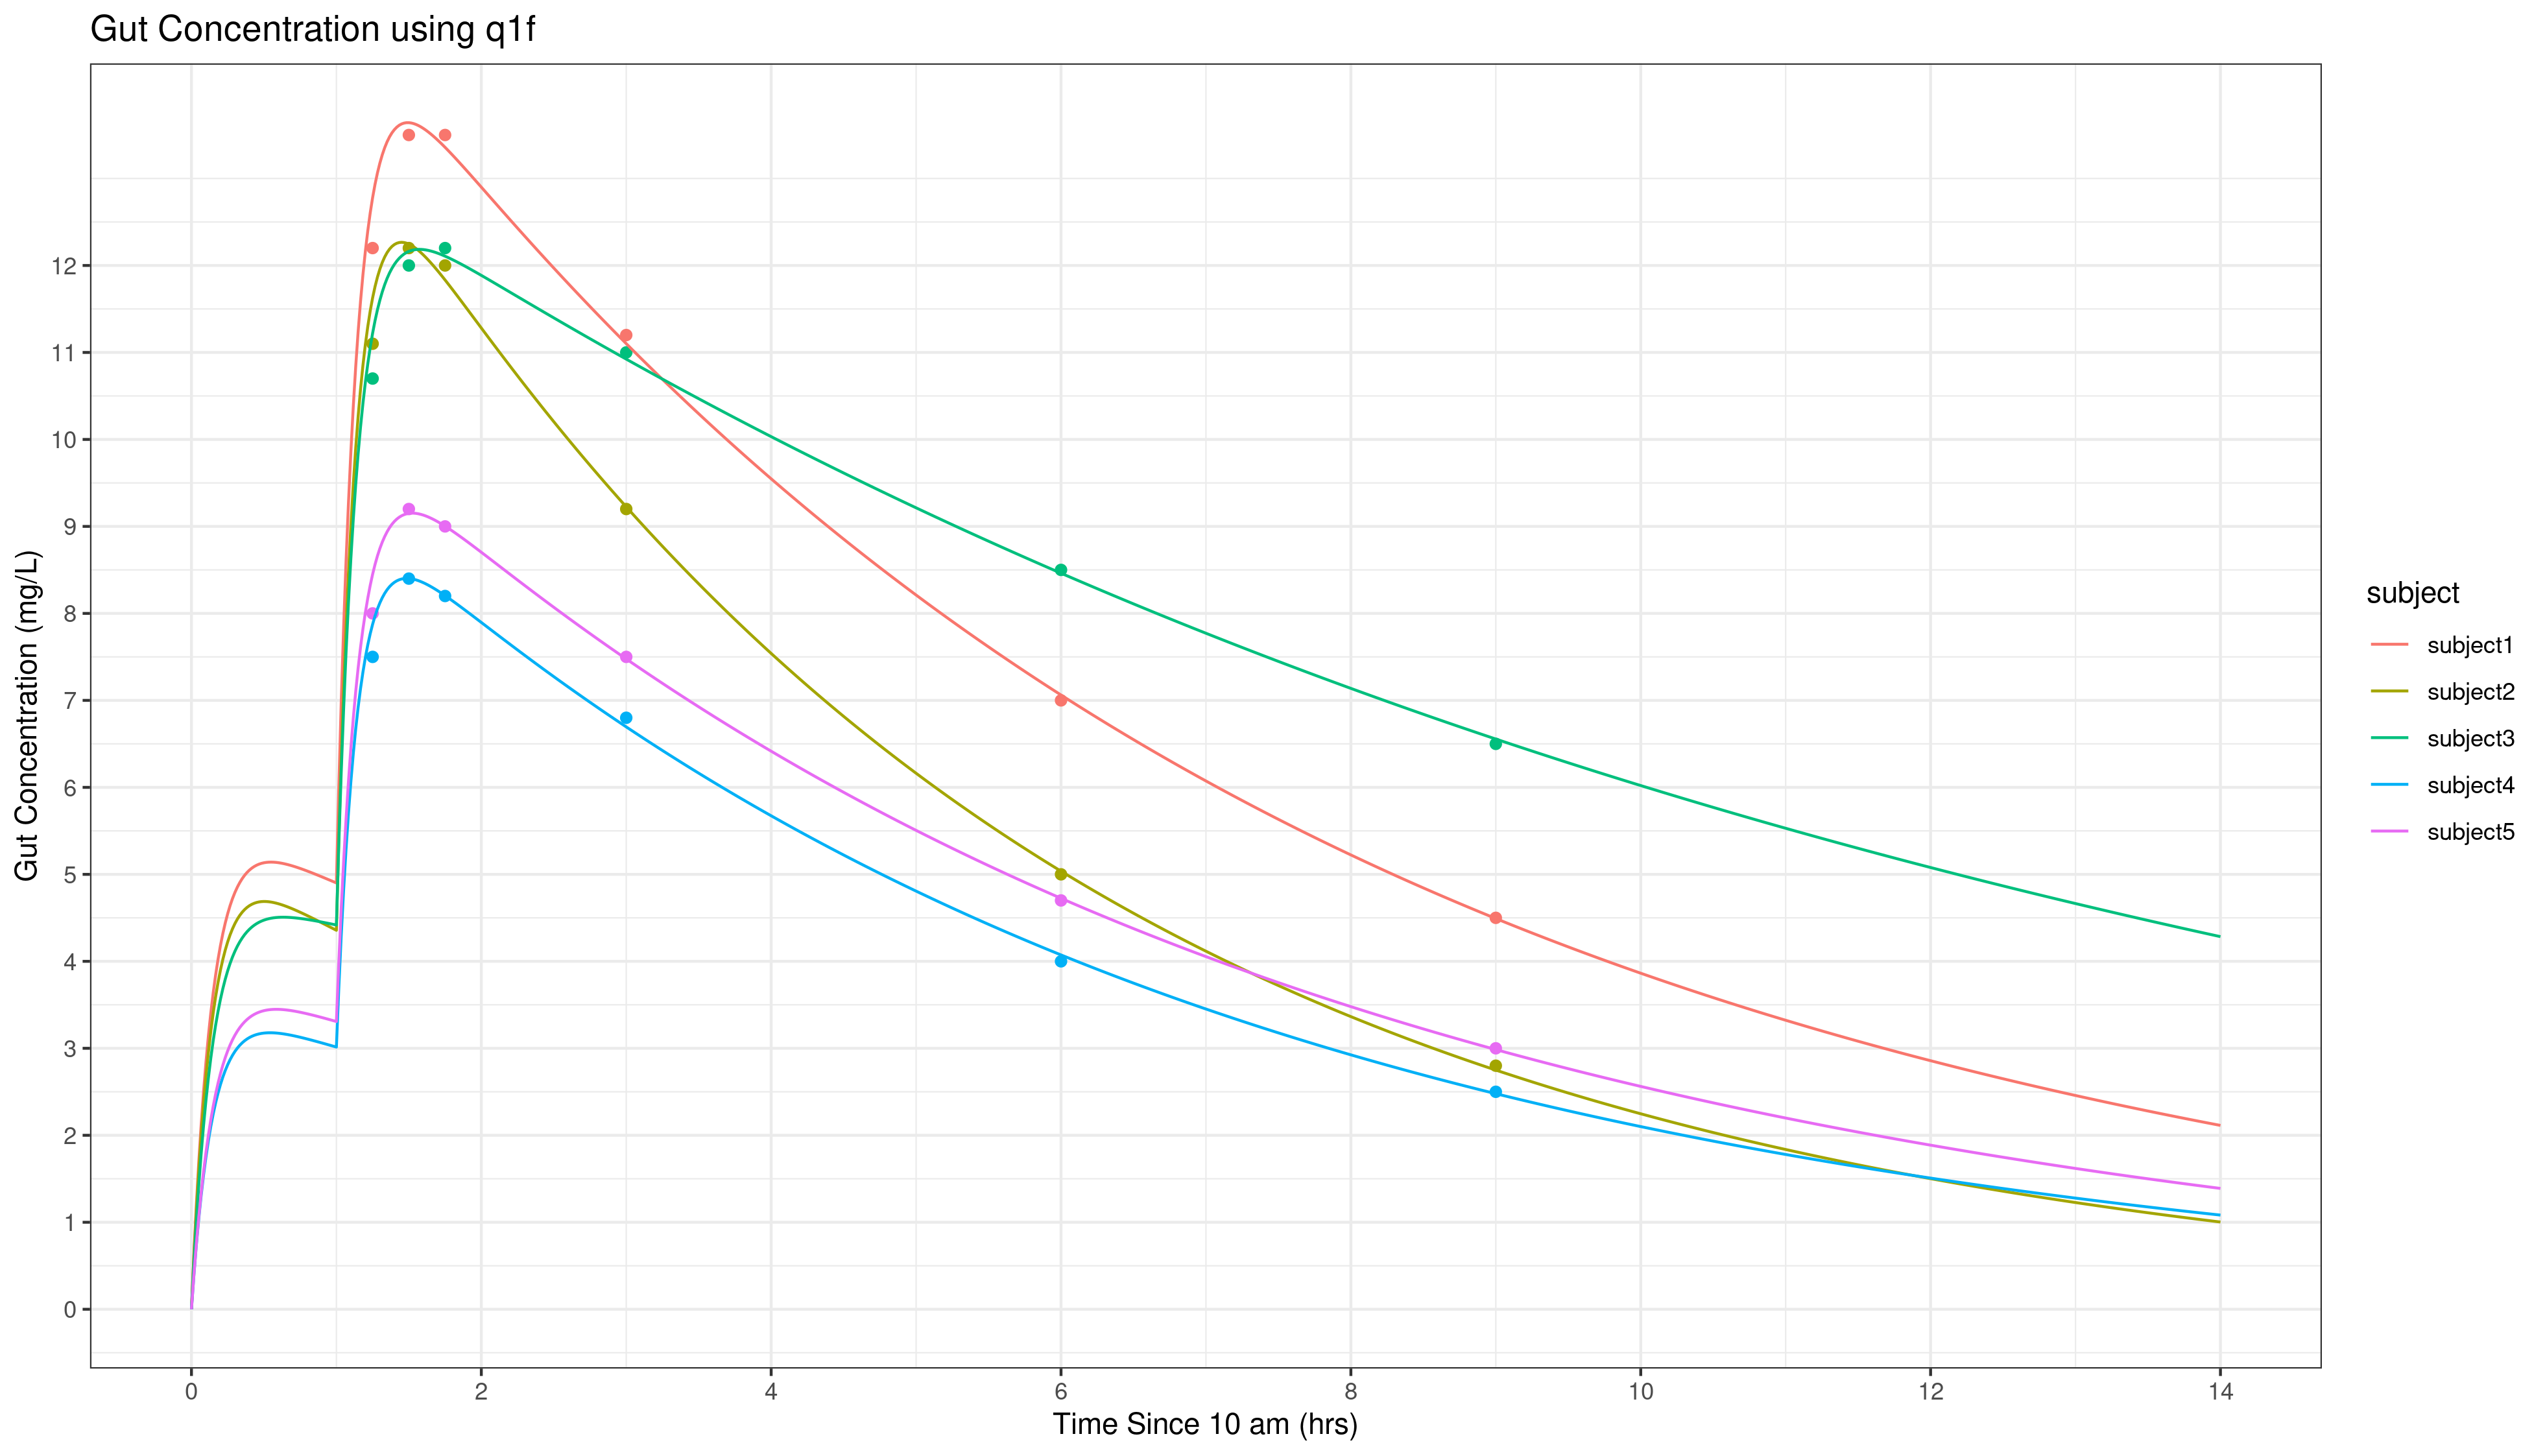 Gut Concentration using q1f
Gut Concentration (mg/L)
12
11
10
9
8
7
6
5
4
3
2
1
0
0 2 4 6 8 10 12 14
Time Since 10 am (hrs)
subject
subject1
subject2
subject3
subject4
subject5